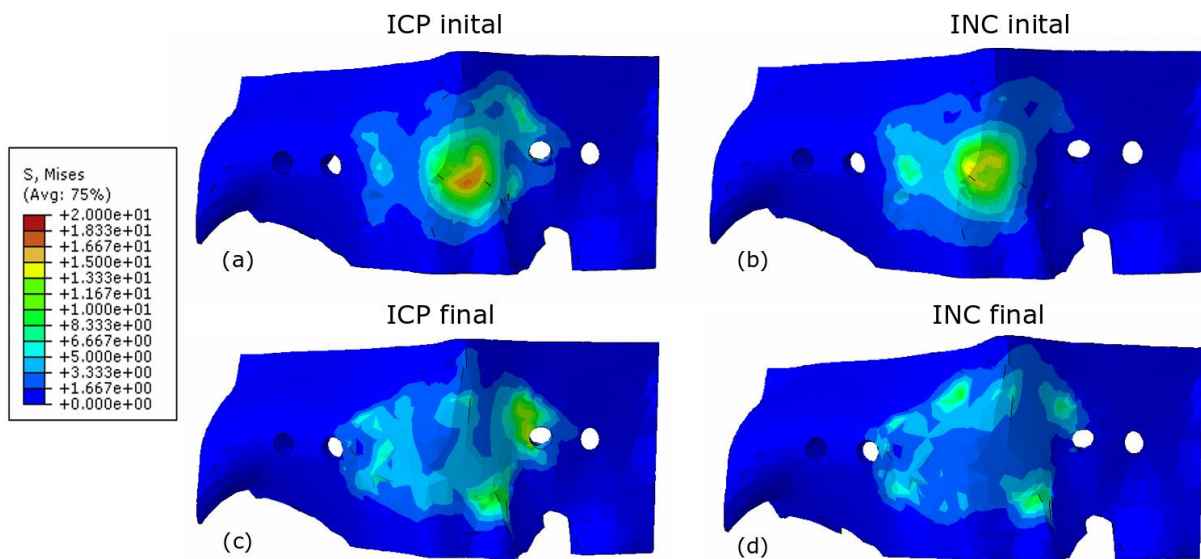 ICP inital
INC inital
S, Mises
(Avg: 75%)
+2.000e+01
+1.833e+01
+1.667e+01
+1.500e+01
+1.333e+01
+1.167e+01
+1.000e+01
+8.333e+00
+6.667e+00
+5.000e+00
+3.333e+00
+1.667e+00
+0.000e+00
(a)
(b)
ICP final
INC final
(c)
(d)